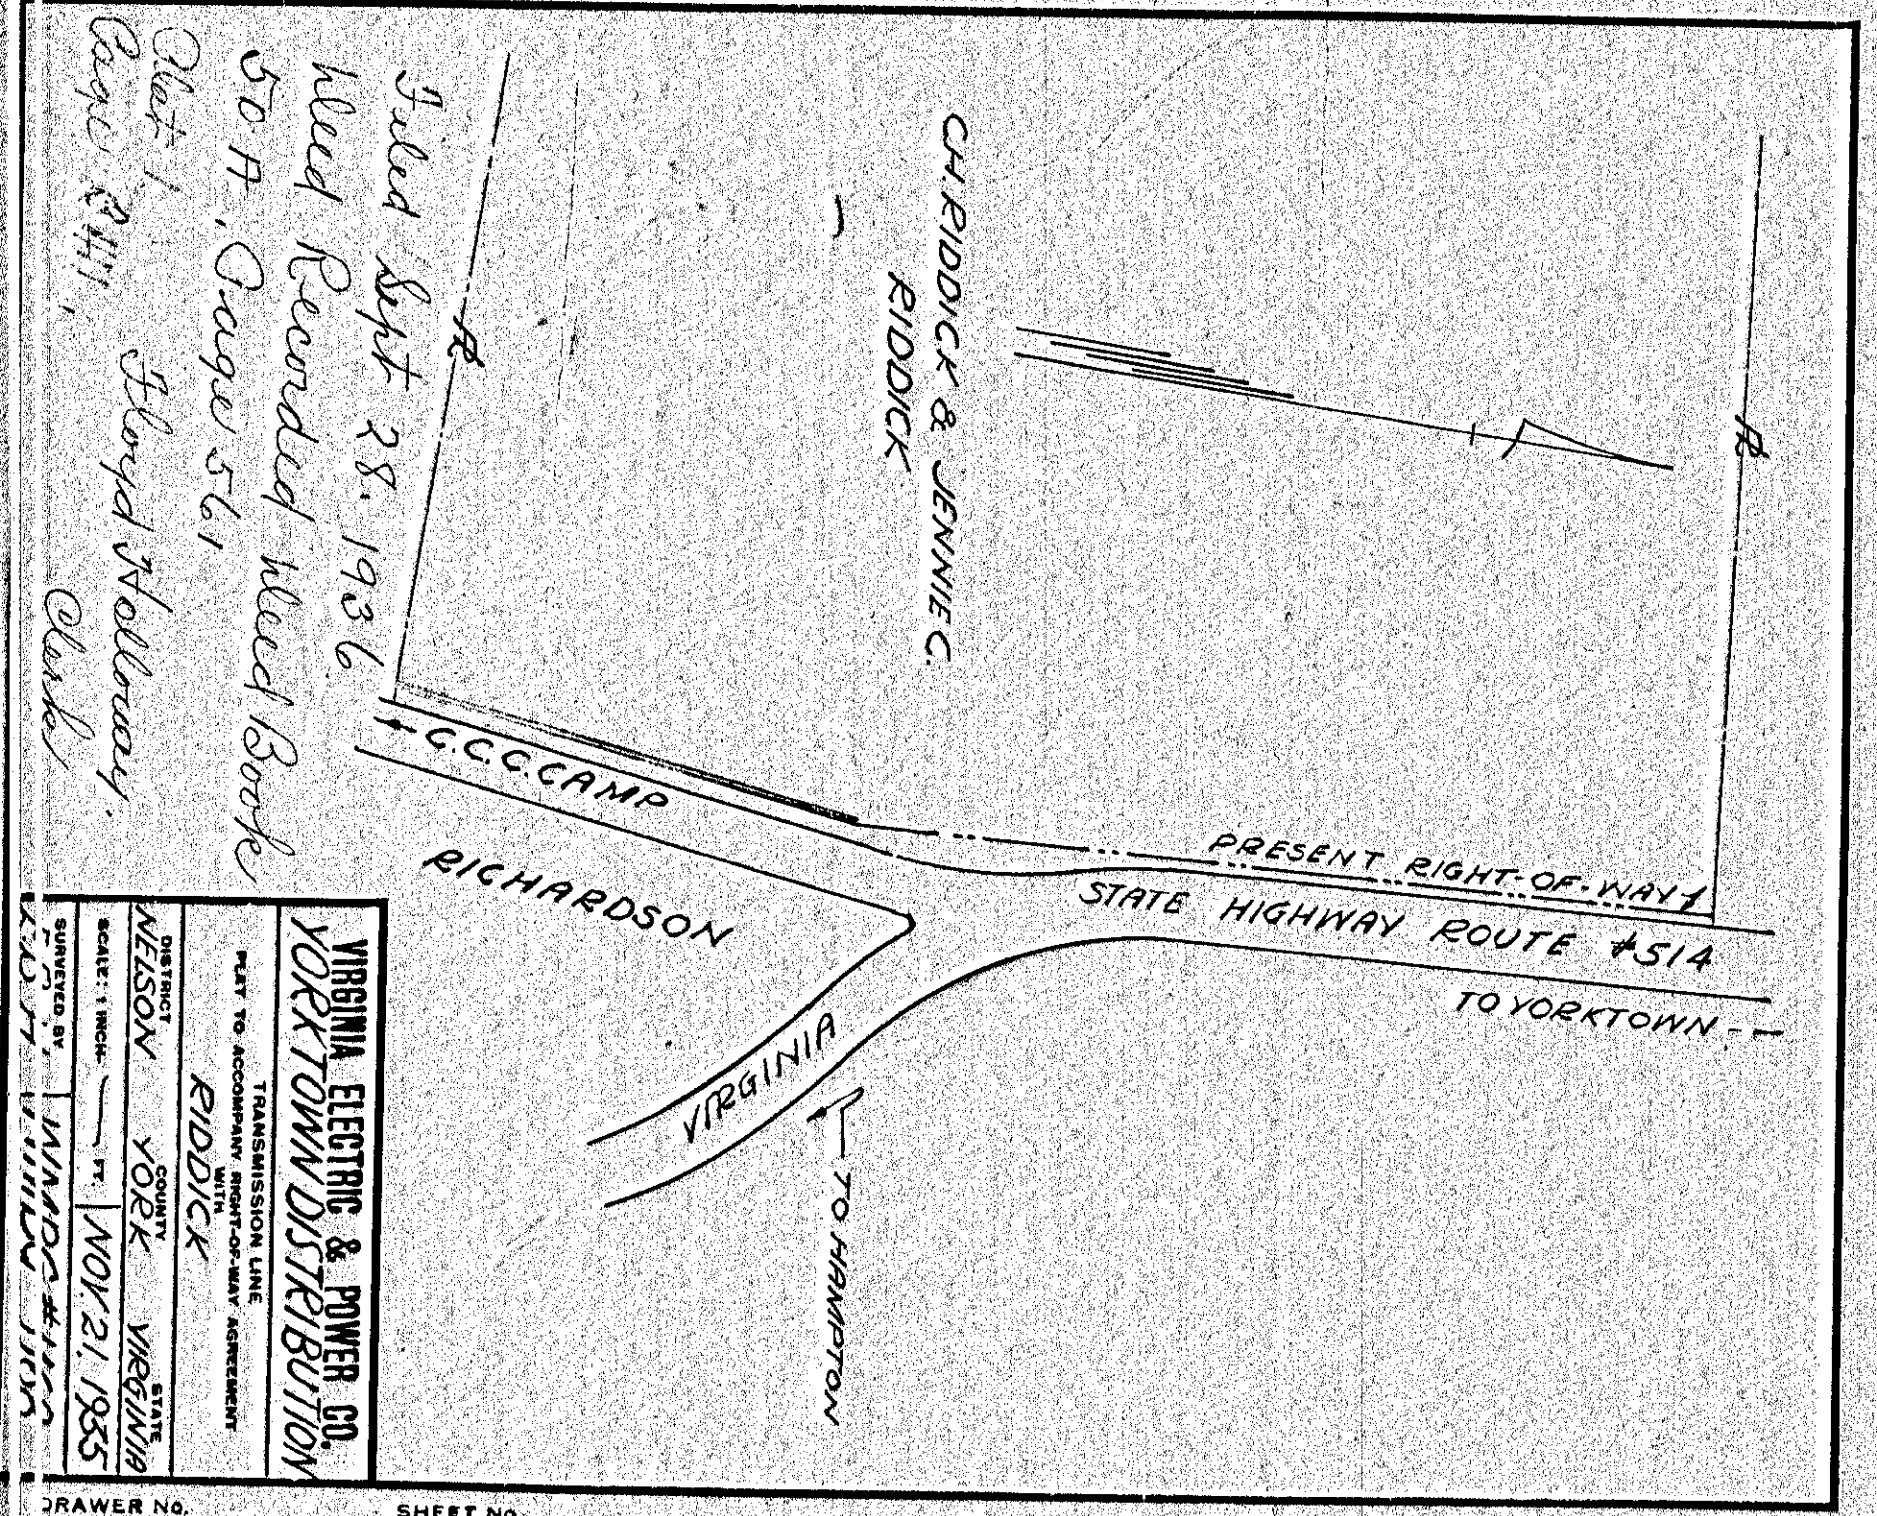 C.H. RIDDICK & JENNIE C.
RIDDICK
PRESENT RIGHT-OF-WAY
STATE HIGHWAY ROUTE #514
TO YORKTOWN
C.C.C. CAMP
RICHARDSON
VIRGINIA
TO HAMPTON
Filed Sept 28. 1936
Deed Recorded Deed Book
50 A, Page 561
Plat 1,
Page
Floyd Holloway,
Clerk
VIRGINIA ELECTRIC & POWER CO.
YORKTOWN DISTRIBUTION
TRANSMISSION LINE
PLAT TO ACCOMPANY RIGHT-OF-WAY AGREEMENT
WITH
RIDDICK
DISTRICT COUNTY STATE
NELSON YORK VIRGINIA
SCALE: 1 INCH- FT. NOV. 21, 1935
SURVEYED BY
DRAWER NO.
SHEET NO.